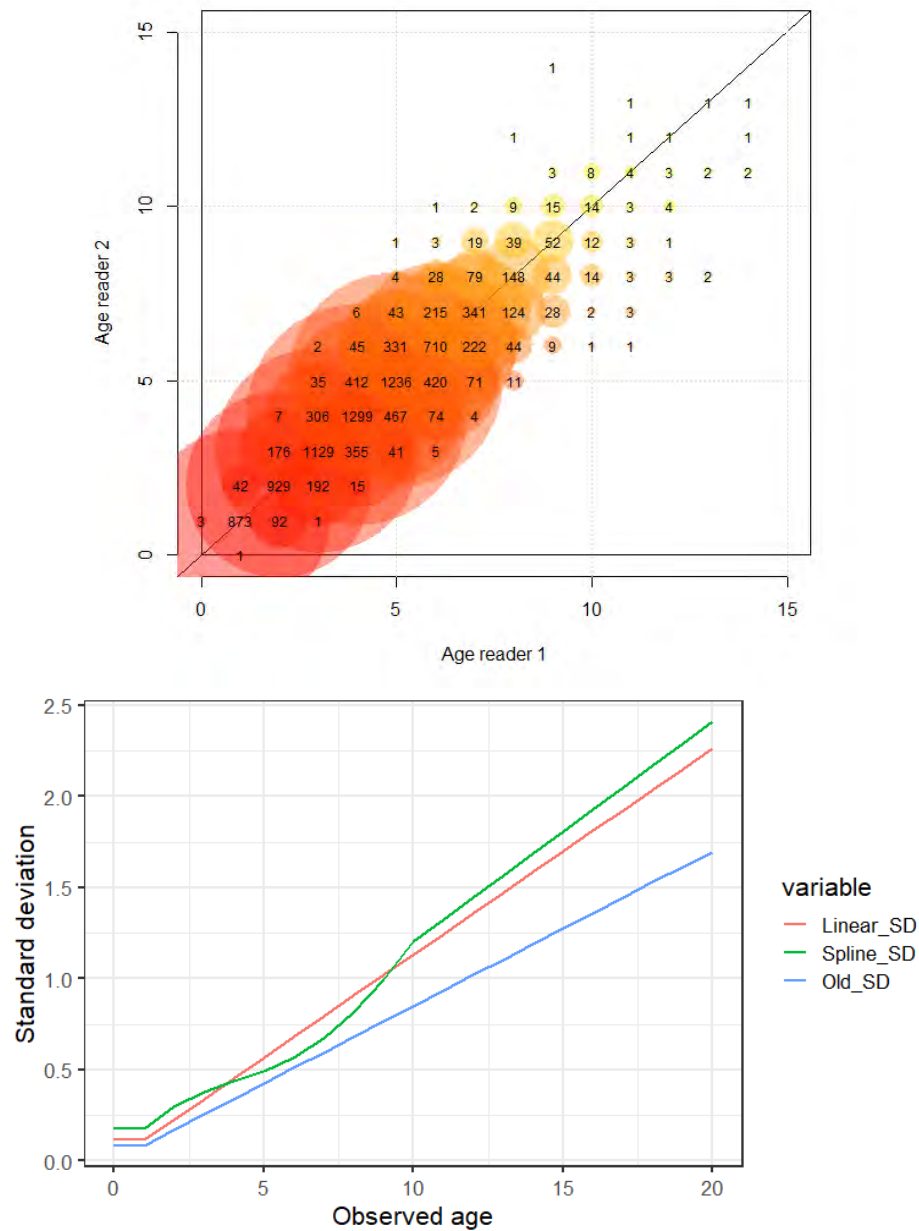 15
1
1 1 1
1 1 1 1
3 8 4 3 2 2
10
1 2 9 15 14 3 4
1 3 19 39 52 12 3 1
Age reader 2
4 28 79 148 44 14 3 3 2
6 43 215 341 124 28 2 3
2 45 331 710 222 44 9 1 1
5
35 412 1236 420 71 11
7 306 1299 467 74 4
176 1129 355 41 5
42 929 192 15
3 873 92 1
0
1
0 5 10 15
Age reader 1
2.5
2.0
1.5
1.0
0.5
0.0
Standard deviation
0 5 10 15 20
Observed age
variable
Linear_SD
Spline_SD
Old_SD